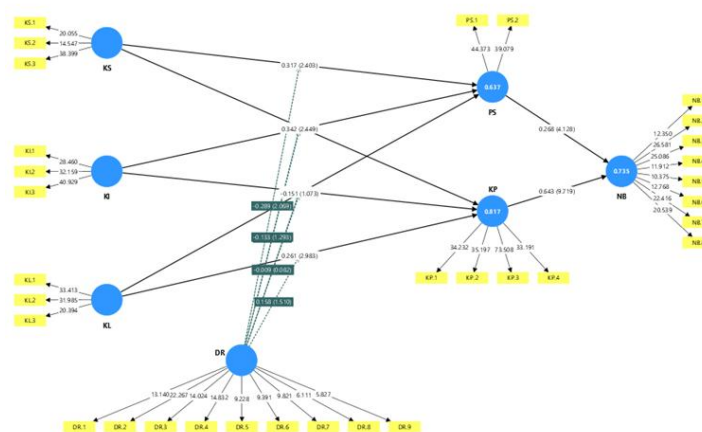 PS.1 PS.2
KS.1
20.055
KS.2
14.547
KS.3
38.399
KS
44.373 39.079
0.317 (2.403)
0.637
PS
0.342 (2.449)
0.268 (4.128)
KI.1
28.460
KI.2
32.159
KI.3
40.929
KI
-0.151 (1.073)
-0.289 (2.069)
KP
0.817
0.643 (9.719)
0.735
NB
12.350
26.581
25.086
11.912
10.375
12.766
22.416
20.539
-0.133 (1.293)
0.261 (2.983)
-0.009 (0.082)
0.158 (1.510)
34.232 35.197 73.508 33.191
KP.1 KP.2 KP.3 KP.4
KL.1
33.413
KL.2
31.985
KL.3
20.394
KL
DR
13.140 22.267 14.024 14.832 9.228 9.391 9.821 6.111 5.827
DR.1 DR.2 DR.3 DR.4 DR.5 DR.6 DR.7 DR.8 DR.9